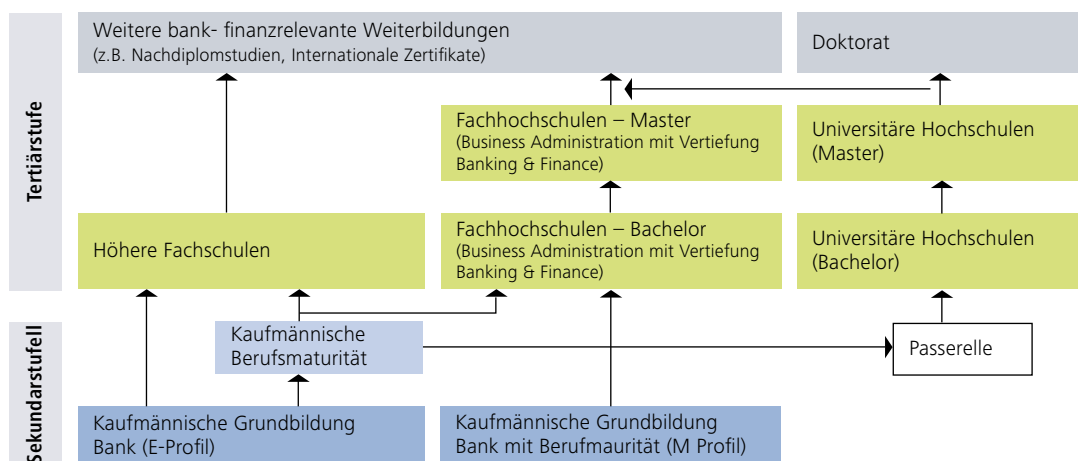 Weitere bank- finanzrelevante Weiterbildungen
(z.B. Nachdiplomstudien, Internationale Zertifikate)
Doktorat
Tertiärstufe
Fachhochschulen – Master
(Business Administration mit Vertiefung
Banking & Finance)
Universitäre Hochschulen
(Master)
Höhere Fachschulen
Fachhochschulen – Bachelor
(Business Administration mit Vertiefung
Banking & Finance)
Universitäre Hochschulen
(Bachelor)
Sekundarstufell
Kaufmännische
Berufsmaturität
Passerelle
Kaufmännische Grundbildung
Bank (E-Profil)
Kaufmännische Grundbildung
Bank mit Berufmaurität (M Profil)